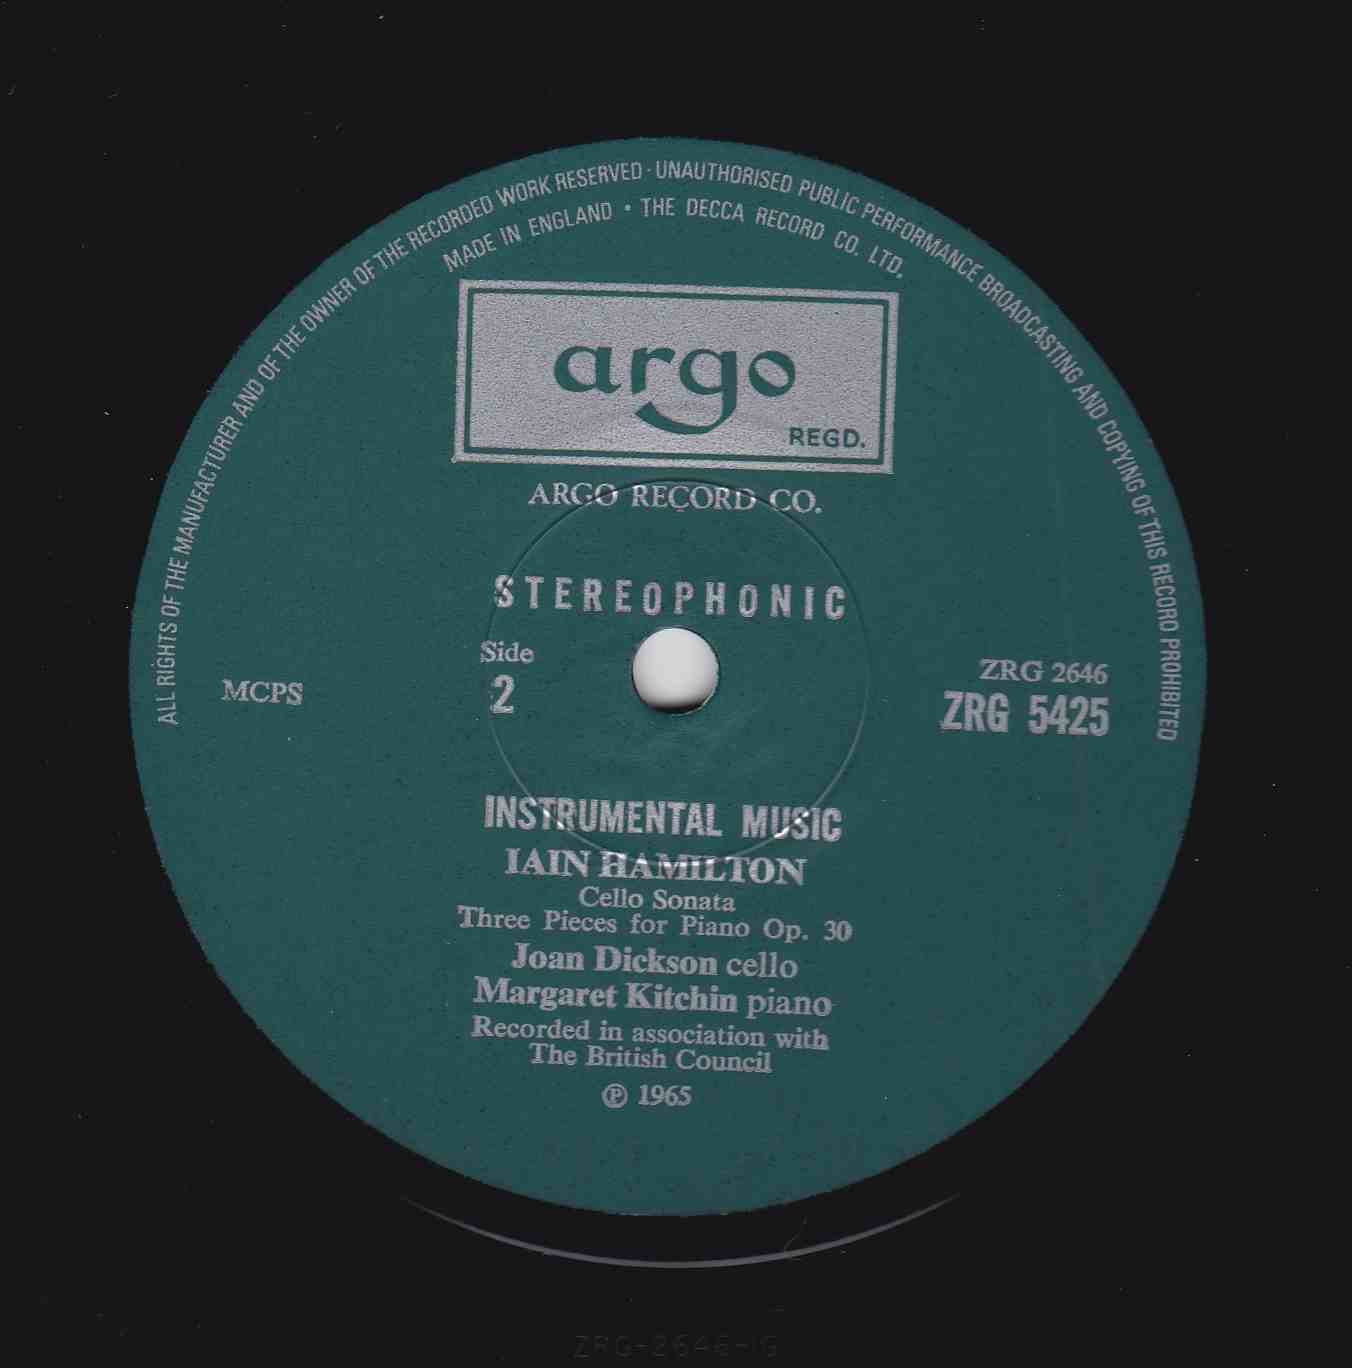 ALL RIGHTS OF THE MANUFACTURER AND OF THE OWNER OF THE RECORDED WORK RESERVED · UNAUTHORISED PUBLIC PERFORMANCE BROADCASTING AND COPYING OF THIS RECORD PROHIBITED
MADE IN ENGLAND · THE DECCA RECORD CO. LTD.
argo
REGD.
ARGO RECORD CO.
STEREOPHONIC
Side
2
MCPS
ZRG 2646
ZRG 5425
INSTRUMENTAL MUSIC
IAIN HAMILTON
Cello Sonata
Three Pieces for Piano Op. 30
Joan Dickson cello
Margaret Kitchin piano
Recorded in association with
The British Council
℗ 1965
ZRG-2646-1G